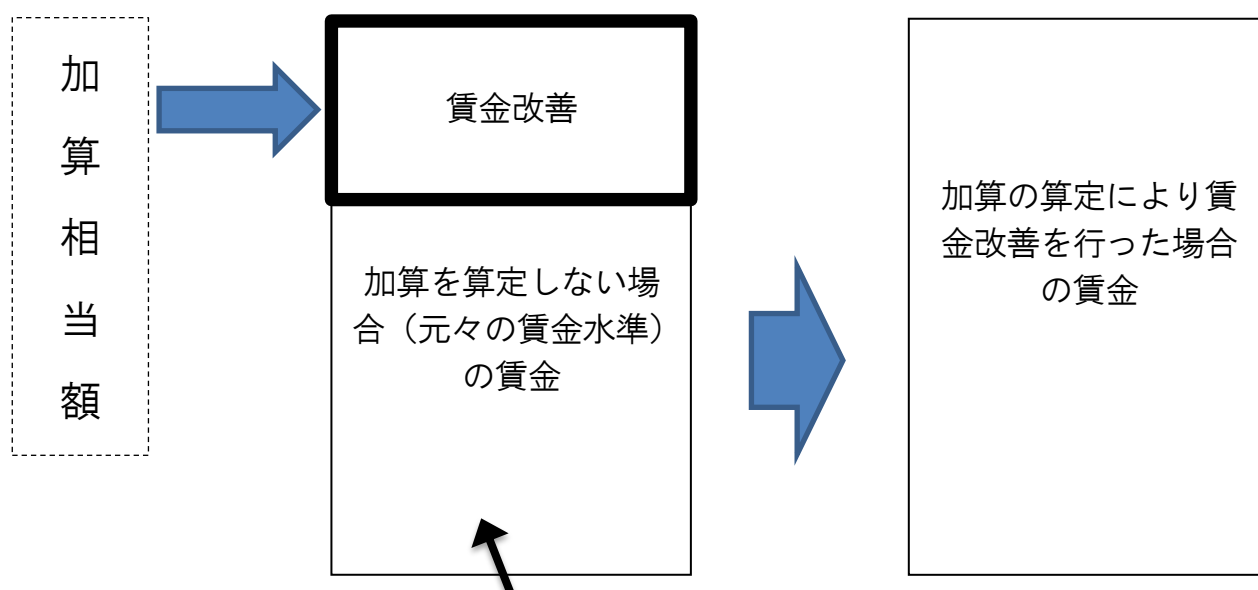 加
算
相
当
額
賃金改善
加算を算定しない場
合（元々の賃金水準）
の賃金
加算の算定により賃
金改善を行った場合
の賃金